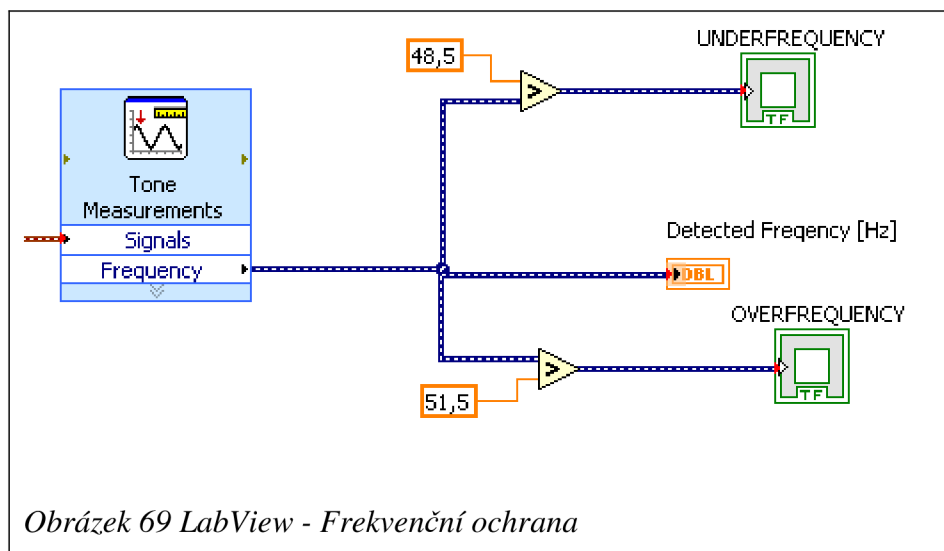 UNDERFREQUENCY
48,5
>
TF
Tone
Measurements
Signals
Frequency
Detected Freqency [Hz]
DBL
OVERFREQUENCY
>
TF
51,5
Obrázek 69 LabView - Frekvenční ochrana